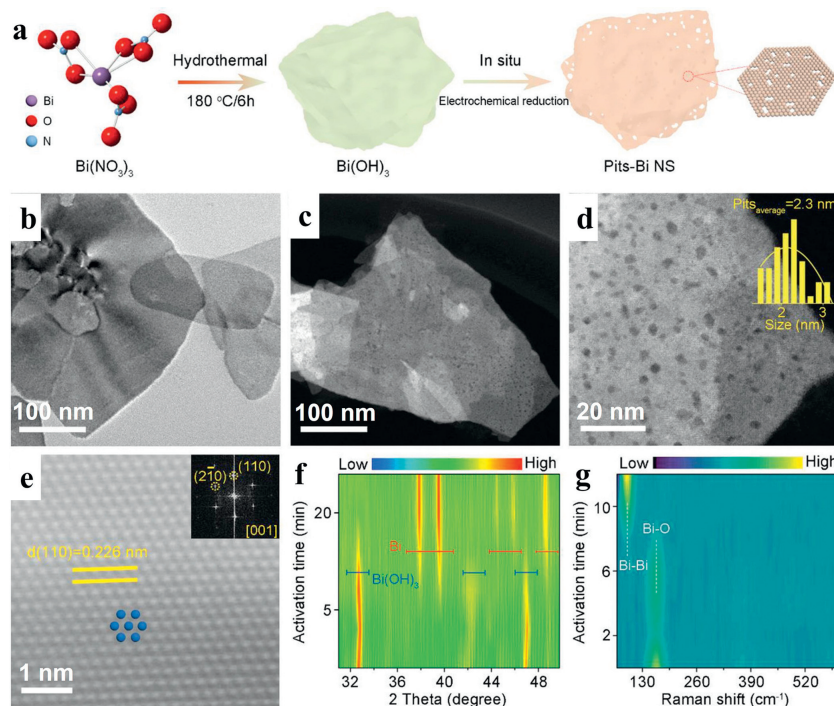 a
Bi
O
N
Bi(NO₃)₃
Hydrothermal
180 °C/6h
Bi(OH)₃
In situ
Electrochemical reduction
Pits-Bi NS
b
100 nm
c
100 nm
d
Pits average=2.3 nm
2 3
Size (nm)
20 nm
e
(2̄10) (110)
[001]
d(110)=0.226 nm
1 nm
f
Low High
Activation time (min)
20
5
Bi
Bi(OH)₃
32 36 40 44 48
2 Theta (degree)
g
Low High
Activation time (min)
10
6
2
Bi-O
Bi-Bi
130 260 390 520
Raman shift (cm⁻¹)